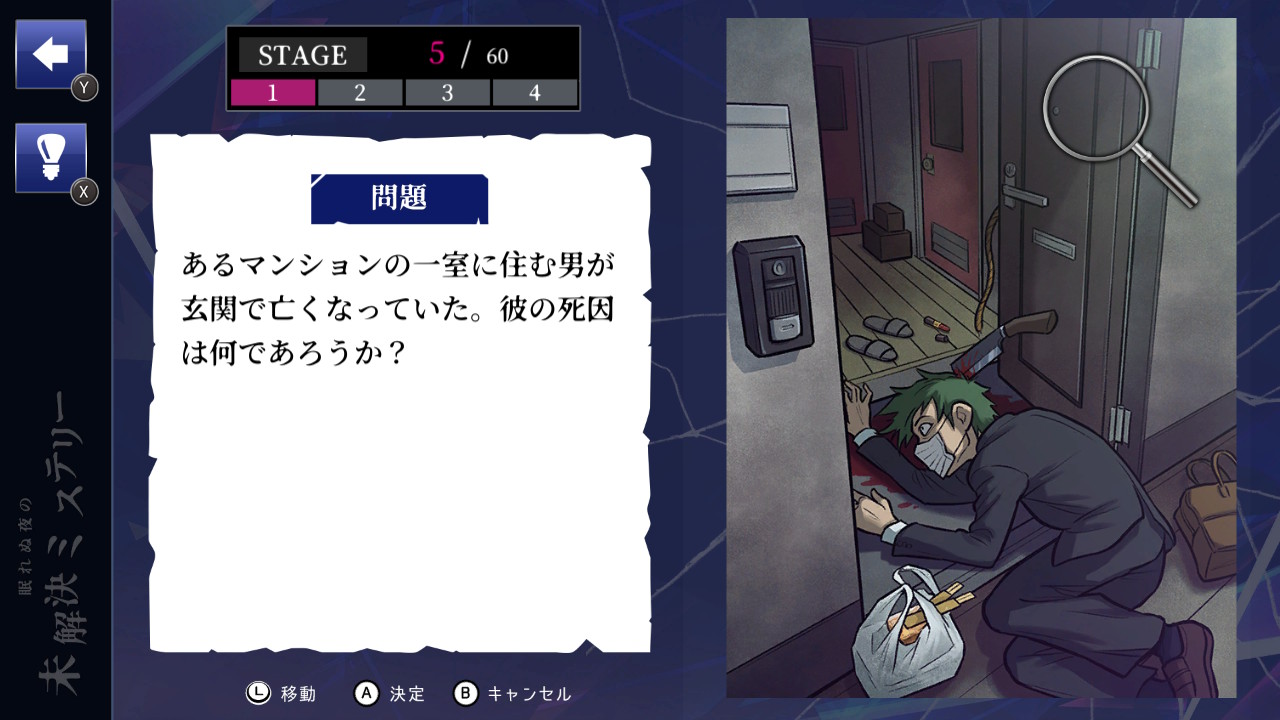 Y
X
STAGE 5 / 60
1 2 3 4
問題
あるマンションの一室に住む男が
玄関で亡くなっていた。彼の死因
は何であろうか？
眠れぬ夜の
未解決ミステリー
L 移動 A 決定 B キャンセル